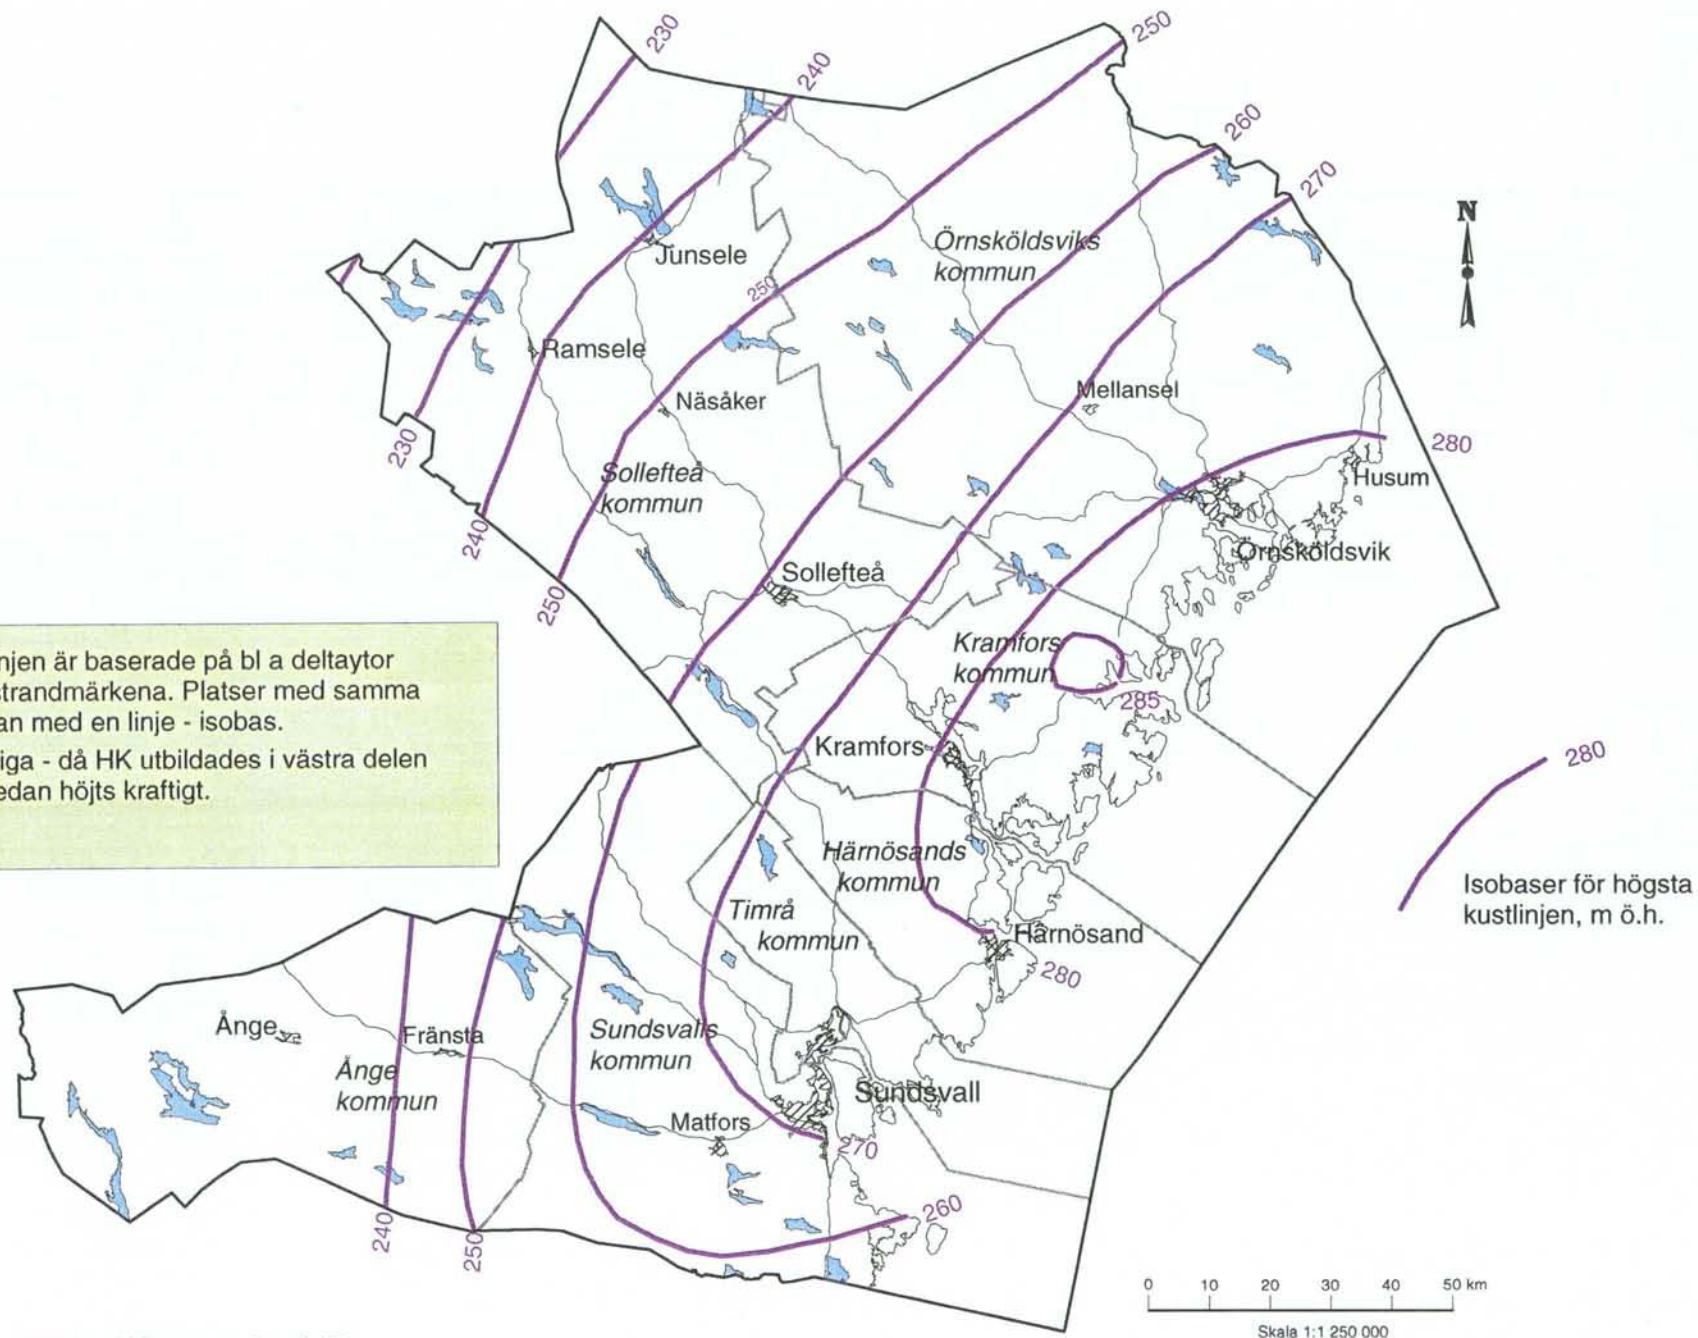 230
240
250
260
270
N
Örnsköldsviks
kommun
Junsele
250
Ramsele
Näsåker
Mellansel
230
280
Husum
Sollefteå
kommun
240
Örnsköldsvik
Sollefteå
250
njen är baserade på bl a deltaytor
strandmärkena. Platser med samma
an med en linje - isobas.
iga - då HK utbildades i västra delen
edan höjts kraftigt.
Kramfors
kommun
285
Kramfors
280
Härnösands
kommun
Isobaser för högsta
kustlinjen, m ö.h.
Timrå
kommun
Härnösand
280
Ånge
Fränsta
Sundsvalls
kommun
Ånge
kommun
Sundsvall
Matfors
270
260
240
250
0 10 20 30 40 50 km
Skala 1:1 250 000